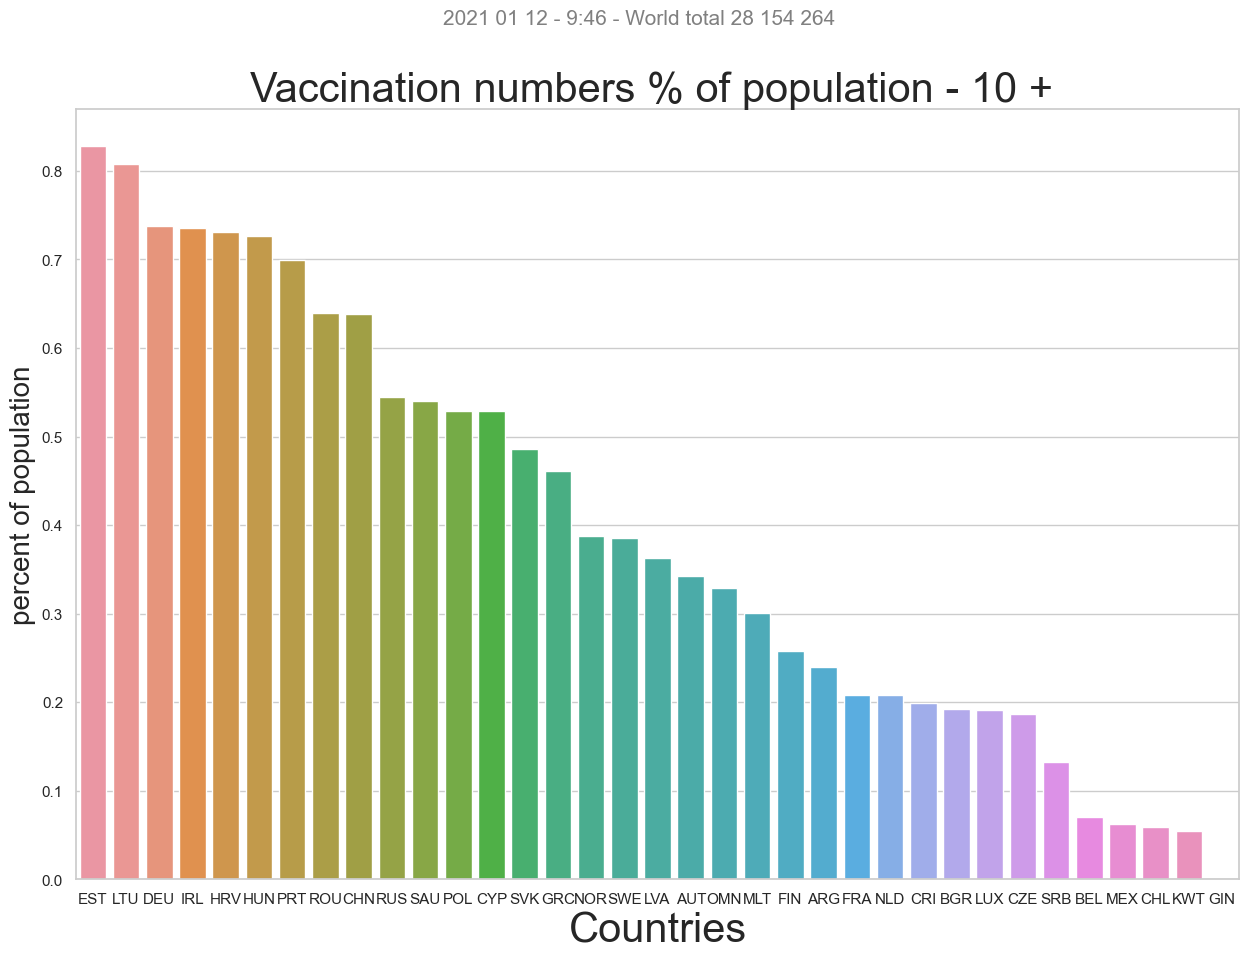 2021 01 12 - 9:46 - World total 28 154 264
Vaccination numbers % of population - 10 +
percent of population
0.8
0.7
0.6
0.5
0.4
0.3
0.2
0.1
0.0
EST LTU DEU IRL HRV HUN PRT ROU CHN RUS SAU POL CYP SVK GRC NOR SWE LVA AUT OMN MLT FIN ARG FRA NLD CRI BGR LUX CZE SRB BEL MEX CHL KWT GIN
Countries